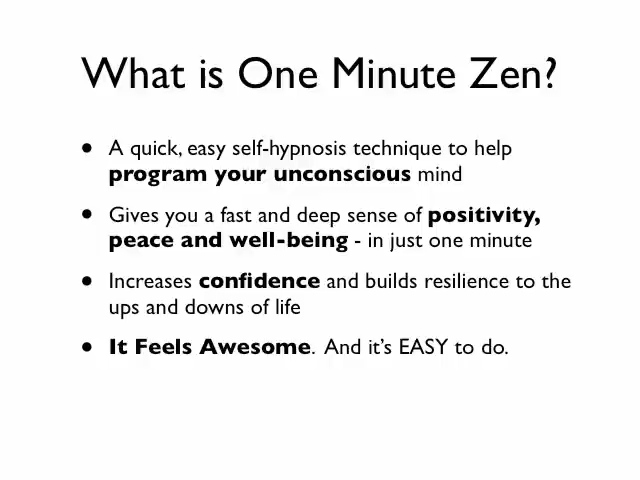 What is One Minute Zen?
• A quick, easy self-hypnosis technique to help
program your unconscious mind
• Gives you a fast and deep sense of positivity,
peace and well-being - in just one minute
• Increases confidence and builds resilience to the
ups and downs of life
• It Feels Awesome. And it's EASY to do.